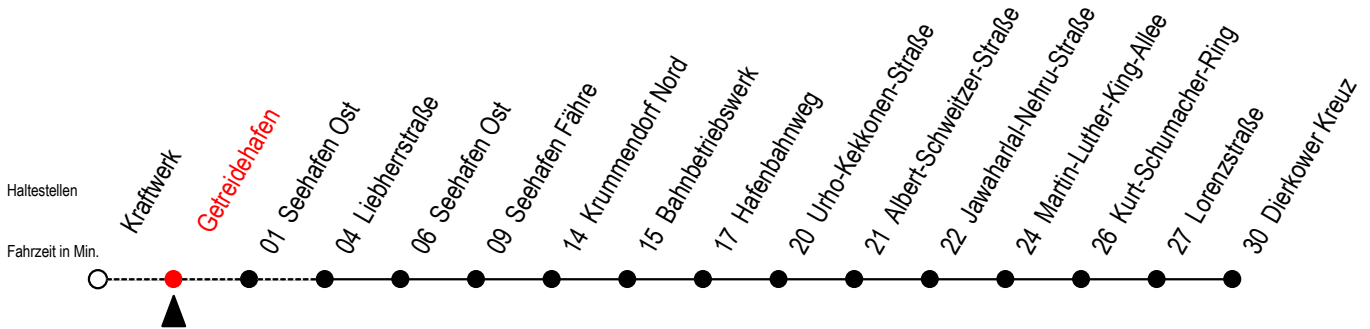 Haltestellen
Fahrzeit in Min.
Kraftwerk
Getreidehafen
01 Seehafen Ost
04 Liebherrstraße
06 Seehafen Ost
09 Seehafen Fähre
14 Krummendorf Nord
15 Bahnbetriebswerk
17 Hafenbahnweg
20 Urho-Kekkonen-Straße
21 Albert-Schweitzer-Straße
22 Jawaharlal-Nehru-Straße
24 Martin-Luther-King-Allee
26 Kurt-Schumacher-Ring
27 Lorenzstraße
30 Dierkower Kreuz